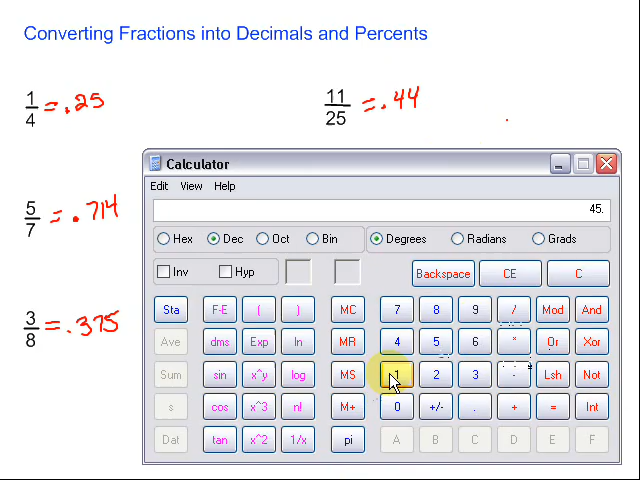 Converting Fractions into Decimals and Percents
1/4 = .25
11/25 = .44
5/7 = .714
3/8 = .375
Calculator
Edit View Help
45.
Hex Dec Oct Bin Degrees Radians Grads
Inv Hyp Backspace CE C
Sta F-E ( ) MC 7 8 9 / Mod And
Ave dms Exp ln MR 4 5 6 * Or Xor
Sum sin x^y log MS 1 2 3 - Lsh Not
s cos x^3 n! M+ 0 +/- . + = Int
Dat tan x^2 1/x pi A B C D E F